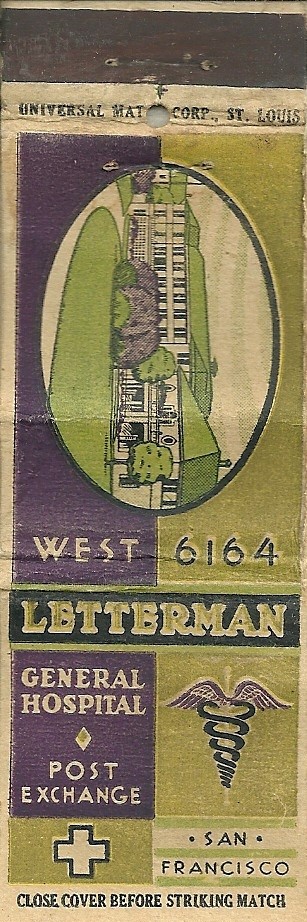 UNIVERSAL MAT CORP., ST. LOUIS
WEST 6164
LETTERMAN
GENERAL
HOSPITAL
POST
EXCHANGE
• SAN •
FRANCISCO
CLOSE COVER BEFORE STRIKING MATCH